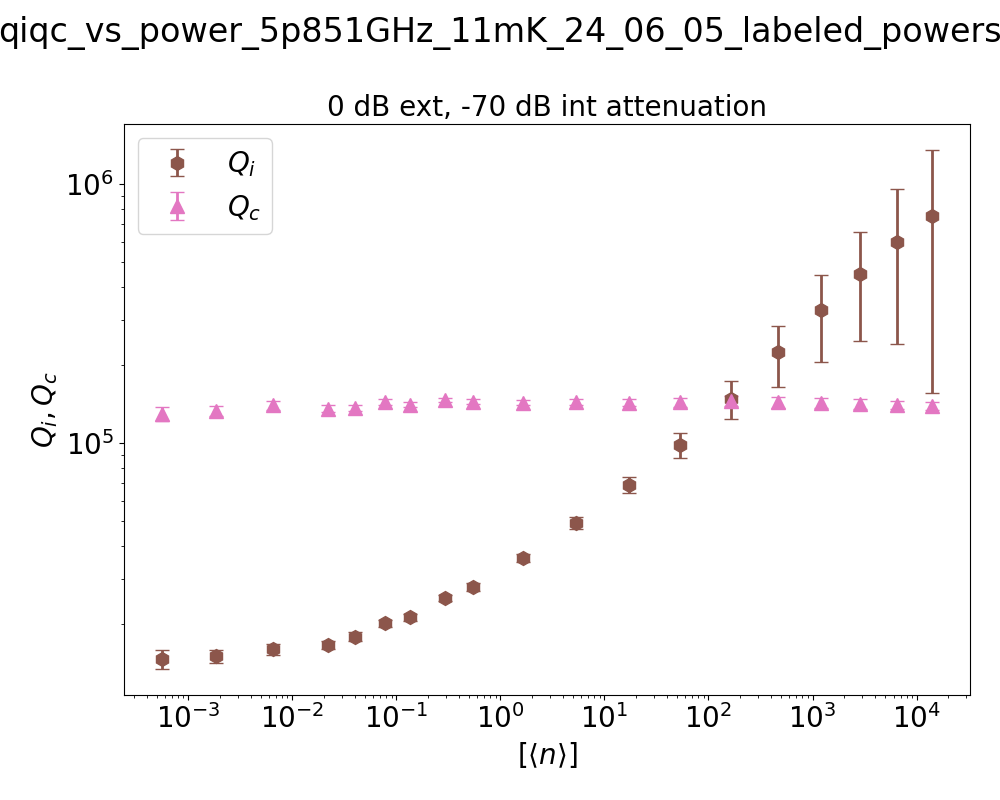 qiqc_vs_power_5p851GHz_11mK_24_06_05_labeled_powers
0 dB ext, -70 dB int attenuation
Q_i
Q_c
10^6
10^5
Q_i, Q_c
10^{-3} 10^{-2} 10^{-1} 10^0 10^1 10^2 10^3 10^4
[⟨n⟩]